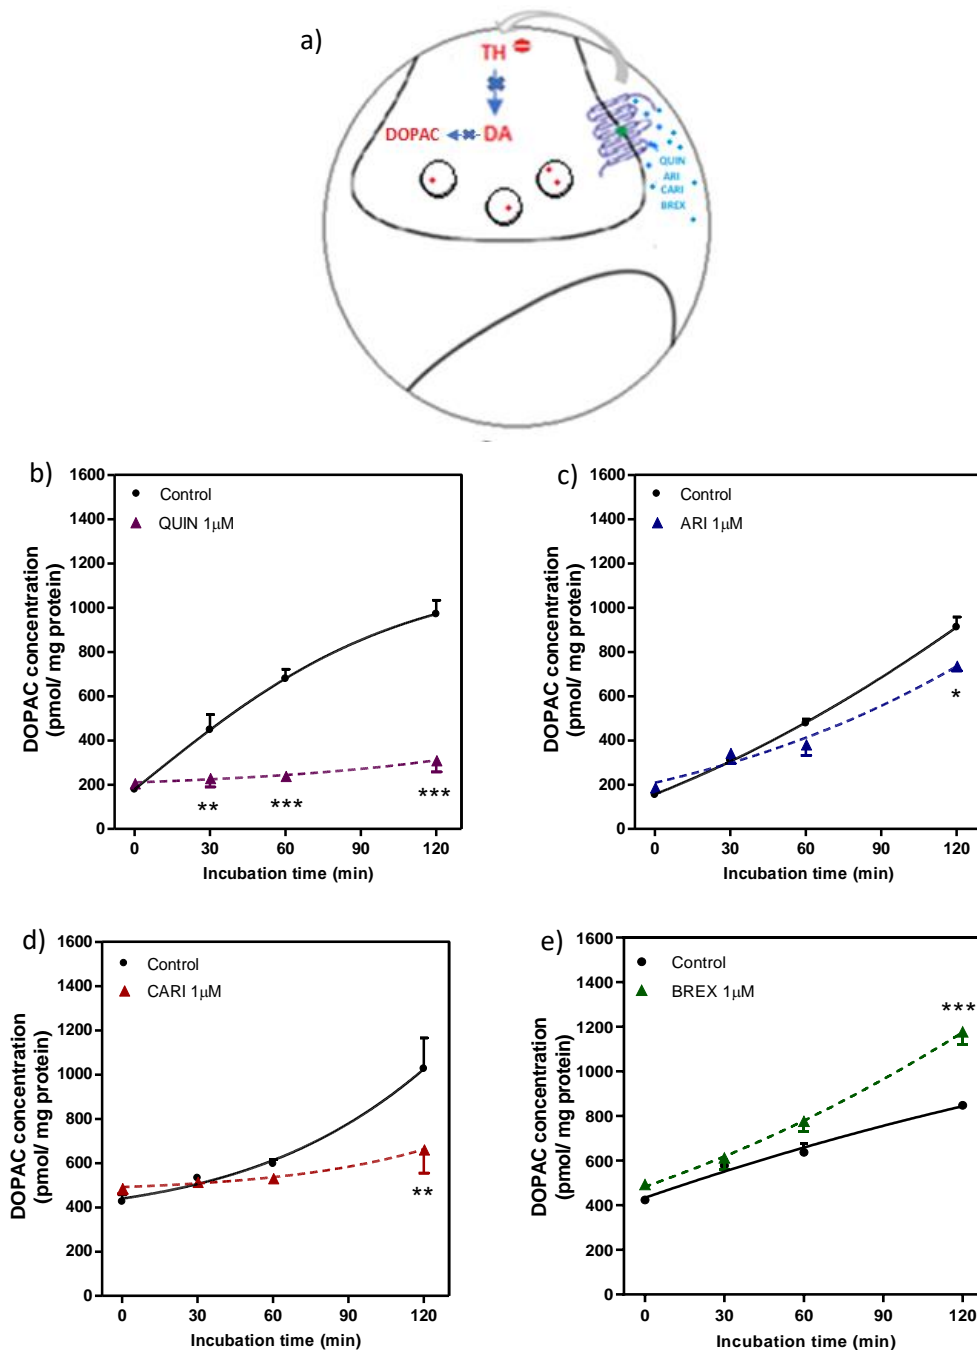 a)
TH
DOPAC
DA
QUIN
ARI
CARI
BREX
b)
1600
1400
1200
1000
800
600
400
200
0
DOPAC concentration
(pmol/ mg protein)
Control
QUIN 1μM
**
***
***
0 30 60 90 120
Incubation time (min)
c)
1600
1400
1200
1000
800
600
400
200
0
DOPAC concentration
(pmol/ mg protein)
Control
ARI 1μM
*
0 30 60 90 120
Incubation time (min)
d)
1600
1400
1200
1000
800
600
400
200
0
DOPAC concentration
(pmol/ mg protein)
Control
CARI 1μM
**
0 30 60 90 120
Incubation time (min)
e)
1600
1400
1200
1000
800
600
400
200
0
DOPAC concentration
(pmol/ mg protein)
Control
BREX 1μM
***
0 30 60 90 120
Incubation time (min)